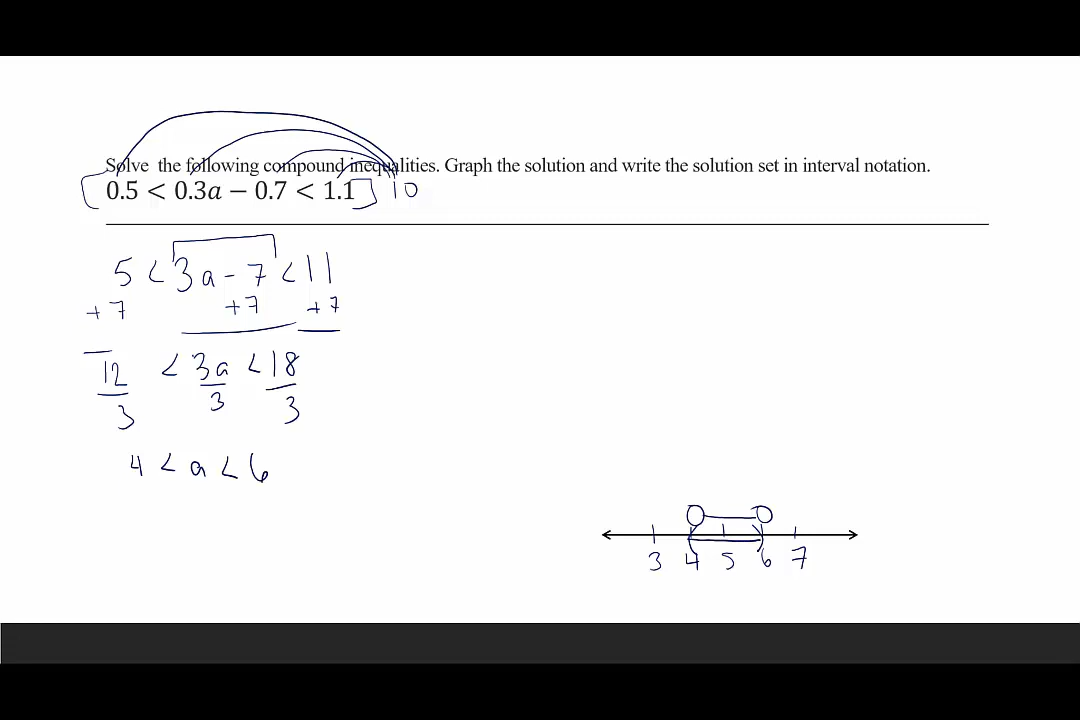 Solve the following compound inequalities. Graph the solution and write the solution set in interval notation.
[0.5 < 0.3a − 0.7 < 1.1] 10
5 < 3a - 7 < 11
+7 +7 +7
12 < 3a < 18
3 3 3
4 < a < 6
3 4 5 6 7